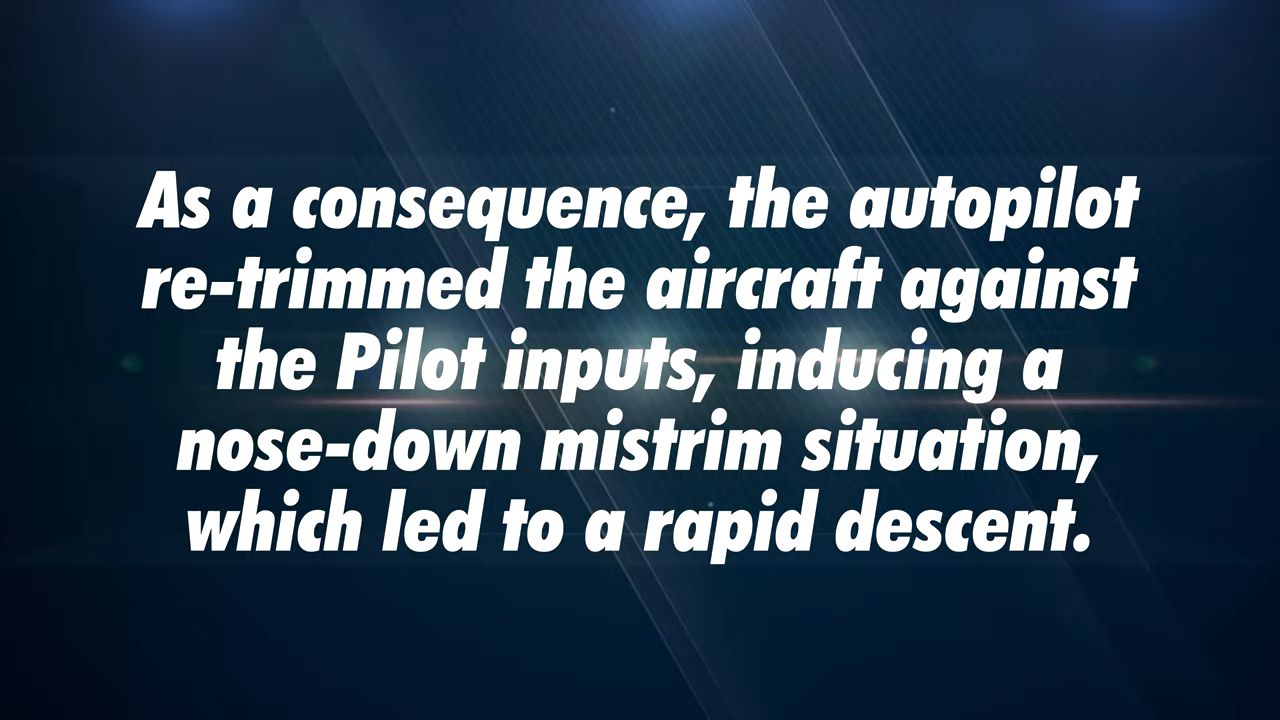 As a consequence, the autopilot
re-trimmed the aircraft against
the Pilot inputs, inducing a
nose-down mistrim situation,
which led to a rapid descent.